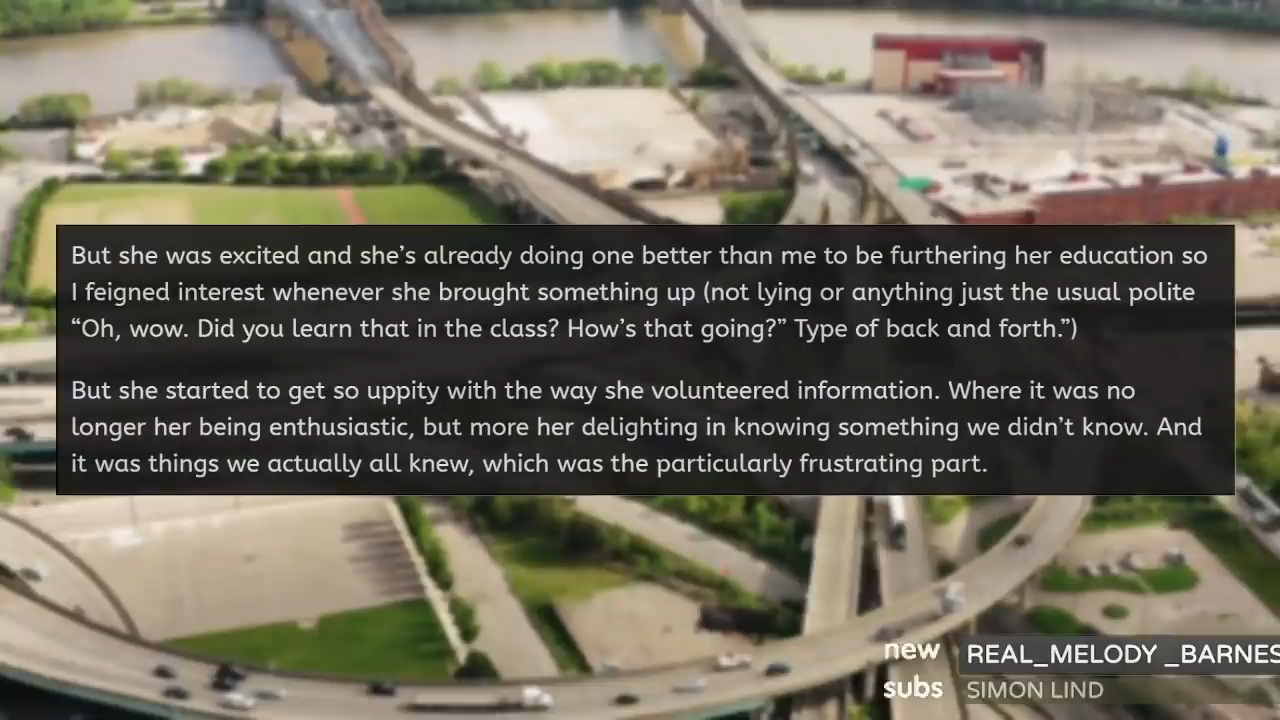 But she was excited and she’s already doing one better than me to be furthering her education so
I feigned interest whenever she brought something up (not lying or anything just the usual polite
“Oh, wow. Did you learn that in the class? How’s that going?” Type of back and forth.”)
But she started to get so uppity with the way she volunteered information. Where it was no
longer her being enthusiastic, but more her delighting in knowing something we didn’t know. And
it was things we actually all knew, which was the particularly frustrating part.
new
subs
REAL_MELODY _BARNES
SIMON LIND